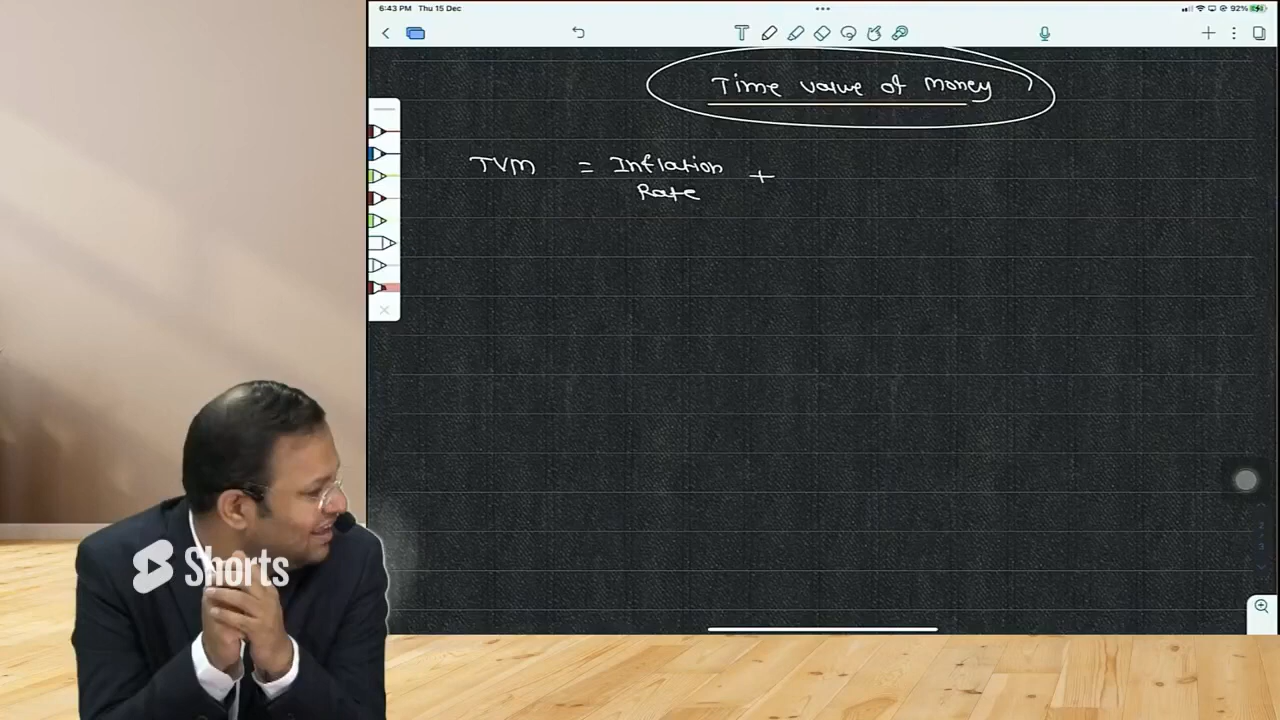 6:43 PM Thu 15 Dec
92%
Time value of money
TVM = Inflation +
Rate
Shorts